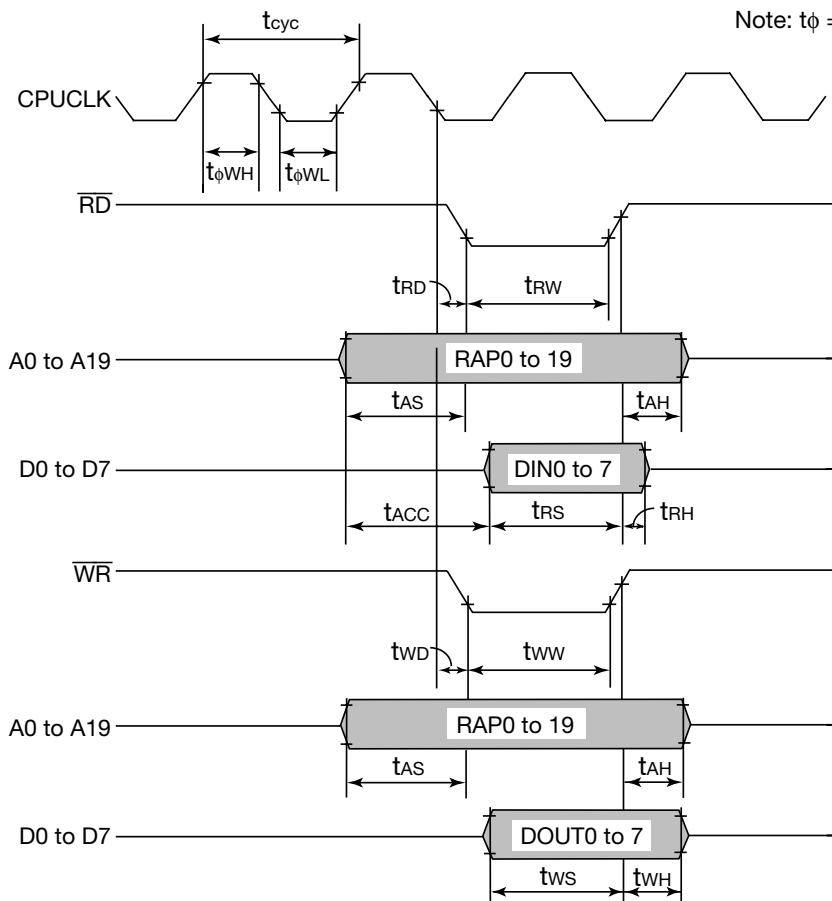 Note: tϕ =
tcyc
CPUCLK
tϕWH
tϕWL
RD
tRD
tRW
A0 to A19
RAP0 to 19
tAS
tAH
D0 to D7
DIN0 to 7
tACC
tRS
tRH
WR
tWD
tWW
A0 to A19
RAP0 to 19
tAS
tAH
D0 to D7
DOUT0 to 7
tWS
tWH